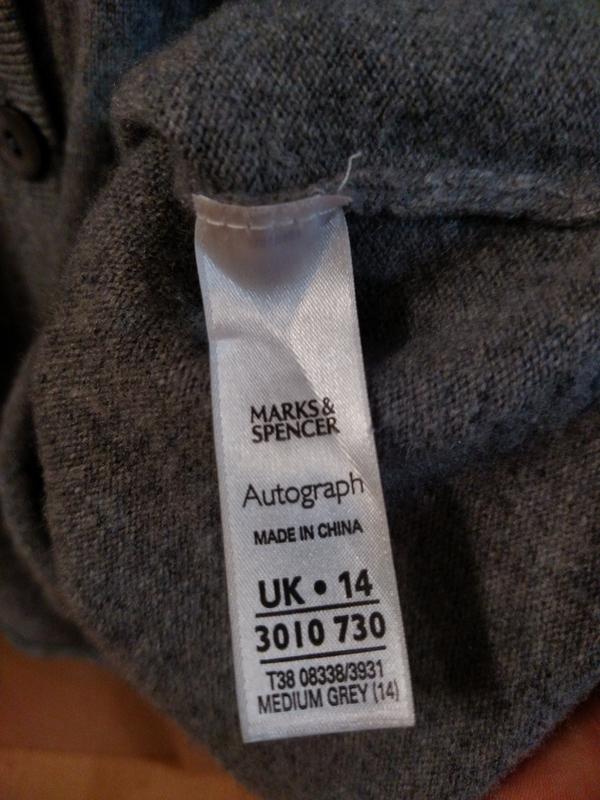 MARKS&
SPENCER
Autograph
MADE IN CHINA
UK • 14
3010 730
T38 08338/3931
MEDIUM GREY (14)